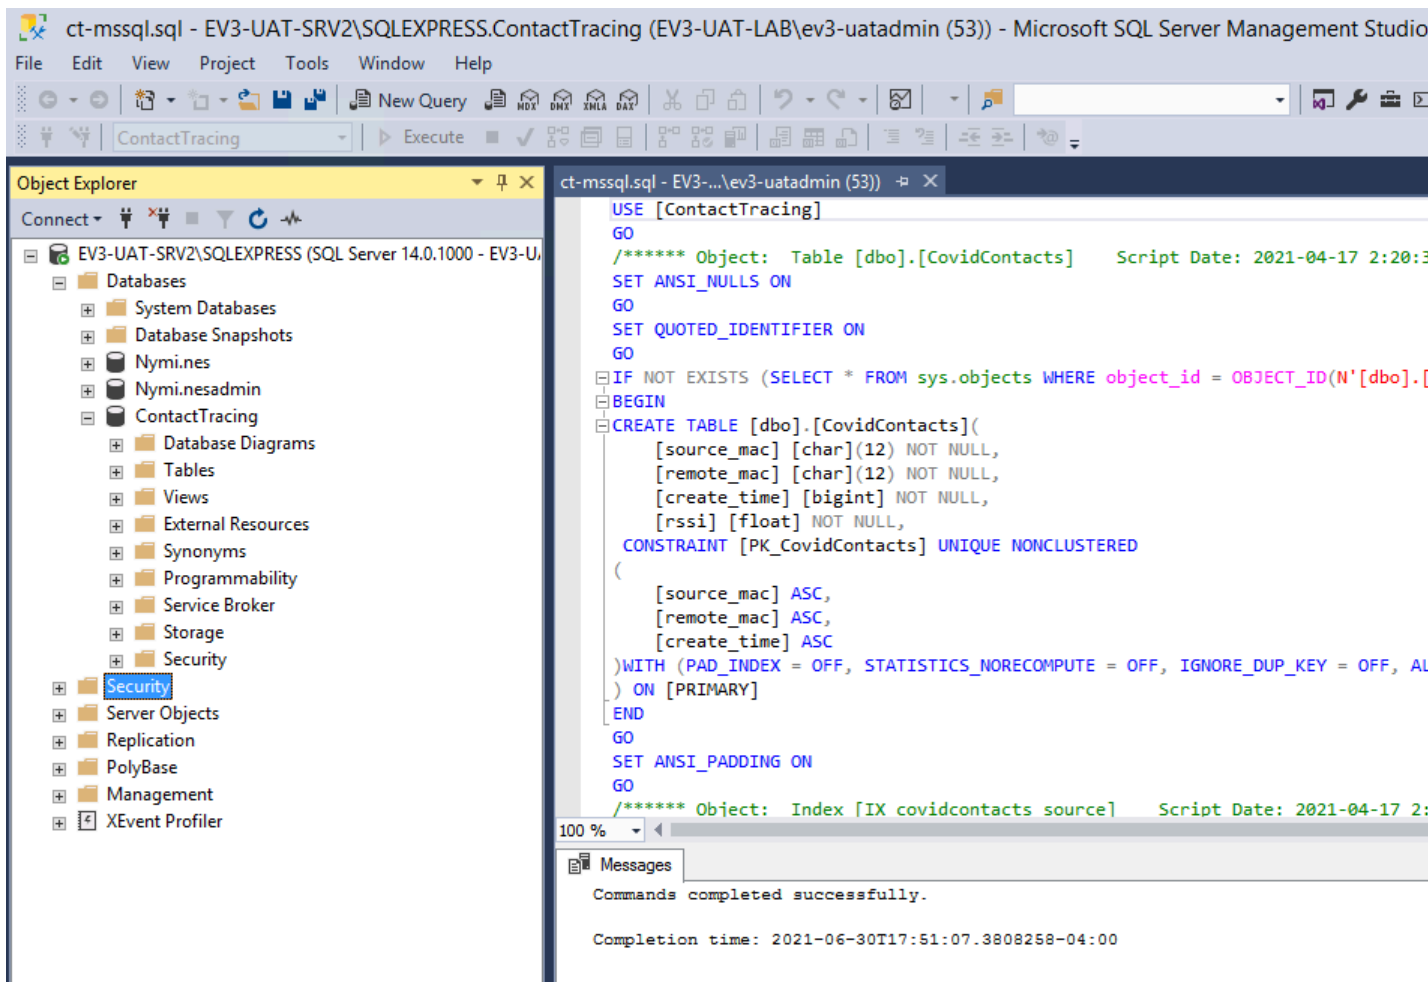 ct-mssql.sql - EV3-UAT-SRV2\SQLEXPRESS.ContactTracing (EV3-UAT-LAB\ev3-uatadmin (53)) - Microsoft SQL Server Management Studio
File Edit View Project Tools Window Help
New Query MDX DMX XMLA DAX
ContactTracing Execute
Object Explorer
Connect
EV3-UAT-SRV2\SQLEXPRESS (SQL Server 14.0.1000 - EV3-U
Databases
System Databases
Database Snapshots
Nymi.nes
Nymi.nesadmin
ContactTracing
Database Diagrams
Tables
Views
External Resources
Synonyms
Programmability
Service Broker
Storage
Security
Security
Server Objects
Replication
PolyBase
Management
XEvent Profiler
ct-mssql.sql - EV3-...\ev3-uatadmin (53))
USE [ContactTracing]
GO
/****** Object:  Table [dbo].[CovidContacts]    Script Date: 2021-04-17 2:20:3
SET ANSI_NULLS ON
GO
SET QUOTED_IDENTIFIER ON
GO
IF NOT EXISTS (SELECT * FROM sys.objects WHERE object_id = OBJECT_ID(N'[dbo].[
BEGIN
CREATE TABLE [dbo].[CovidContacts](
[source_mac] [char](12) NOT NULL,
[remote_mac] [char](12) NOT NULL,
[create_time] [bigint] NOT NULL,
[rssi] [float] NOT NULL,
CONSTRAINT [PK_CovidContacts] UNIQUE NONCLUSTERED
(
[source_mac] ASC,
[remote_mac] ASC,
[create_time] ASC
)WITH (PAD_INDEX = OFF, STATISTICS_NORECOMPUTE = OFF, IGNORE_DUP_KEY = OFF, AL
) ON [PRIMARY]
END
GO
SET ANSI_PADDING ON
GO
/****** Object:  Index [IX_covidcontacts_source]    Script Date: 2021-04-17 2:
100 %
Messages
Commands completed successfully.
Completion time: 2021-06-30T17:51:07.3808258-04:00